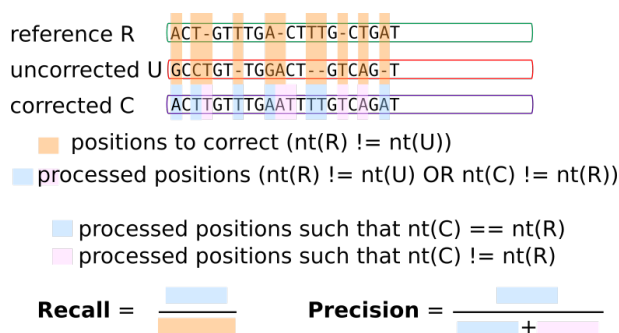 reference R ACT-GTTTGA-CTTTG-CTGAT
uncorrected U GCCTGT-TGGACT--GTCAG-T
corrected C ACTTGTTTGAATTTTGTCAGAT
positions to correct (nt(R) != nt(U))
processed positions (nt(R) != nt(U) OR nt(C) != nt(R))
processed positions such that nt(C) == nt(R)
processed positions such that nt(C) != nt(R)
Recall = Precision =
+